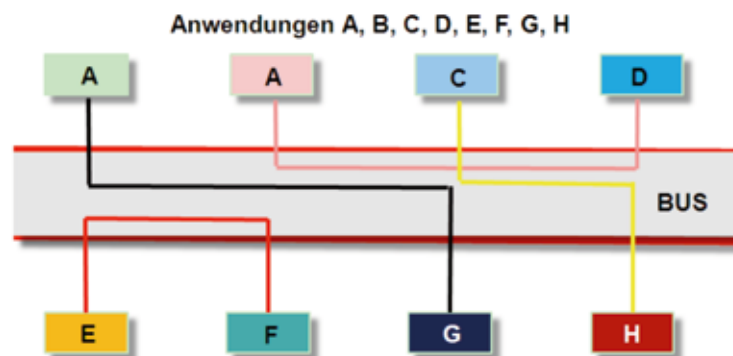 Anwendungen A, B, C, D, E, F, G, H
A A C D
BUS
E F G H